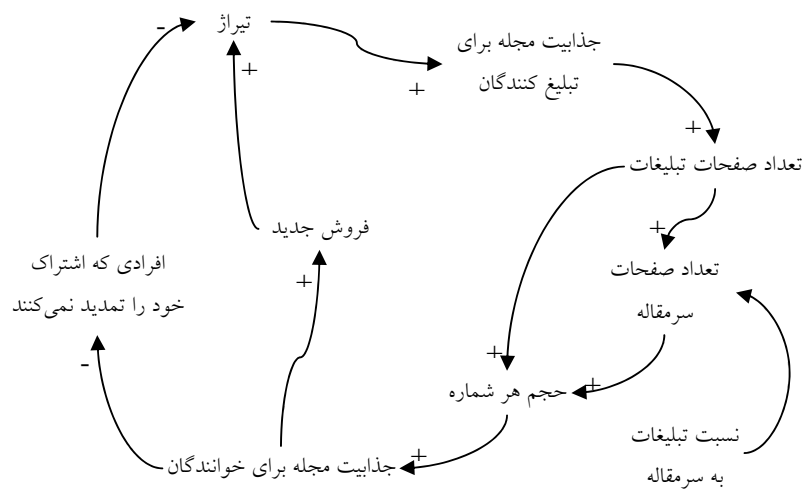 تیراژ
-
جذابیت مجله برای
تبلیغ کنندگان
+
+
+
تعداد صفحات تبلیغات
فروش جدید
+
افرادی که اشتراک
خود را تمدید نمی‌کنند
تعداد صفحات
سرمقاله
+
-
+
+
حجم هر شماره
نسبت تبلیغات
به سرمقاله
+
جذابیت مجله برای خوانندگان